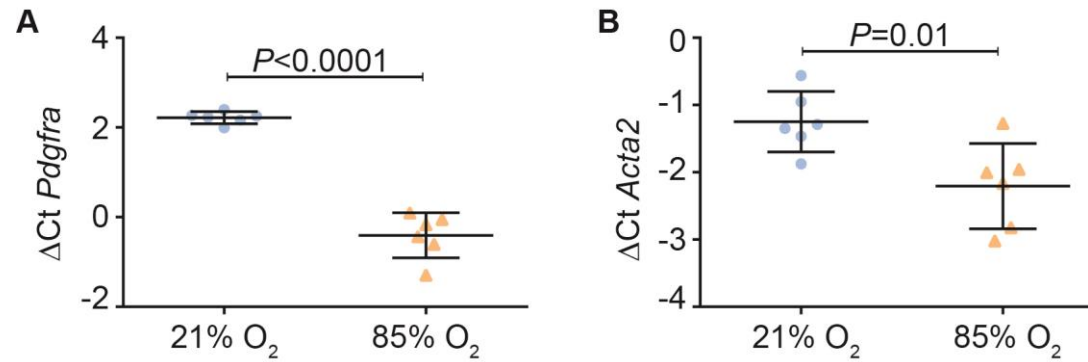 A
ΔCt Pdgfra
4
2
0
-2
P<0.0001
21% O₂
85% O₂
B
ΔCt Acta2
0
-1
-2
-3
-4
P=0.01
21% O₂
85% O₂